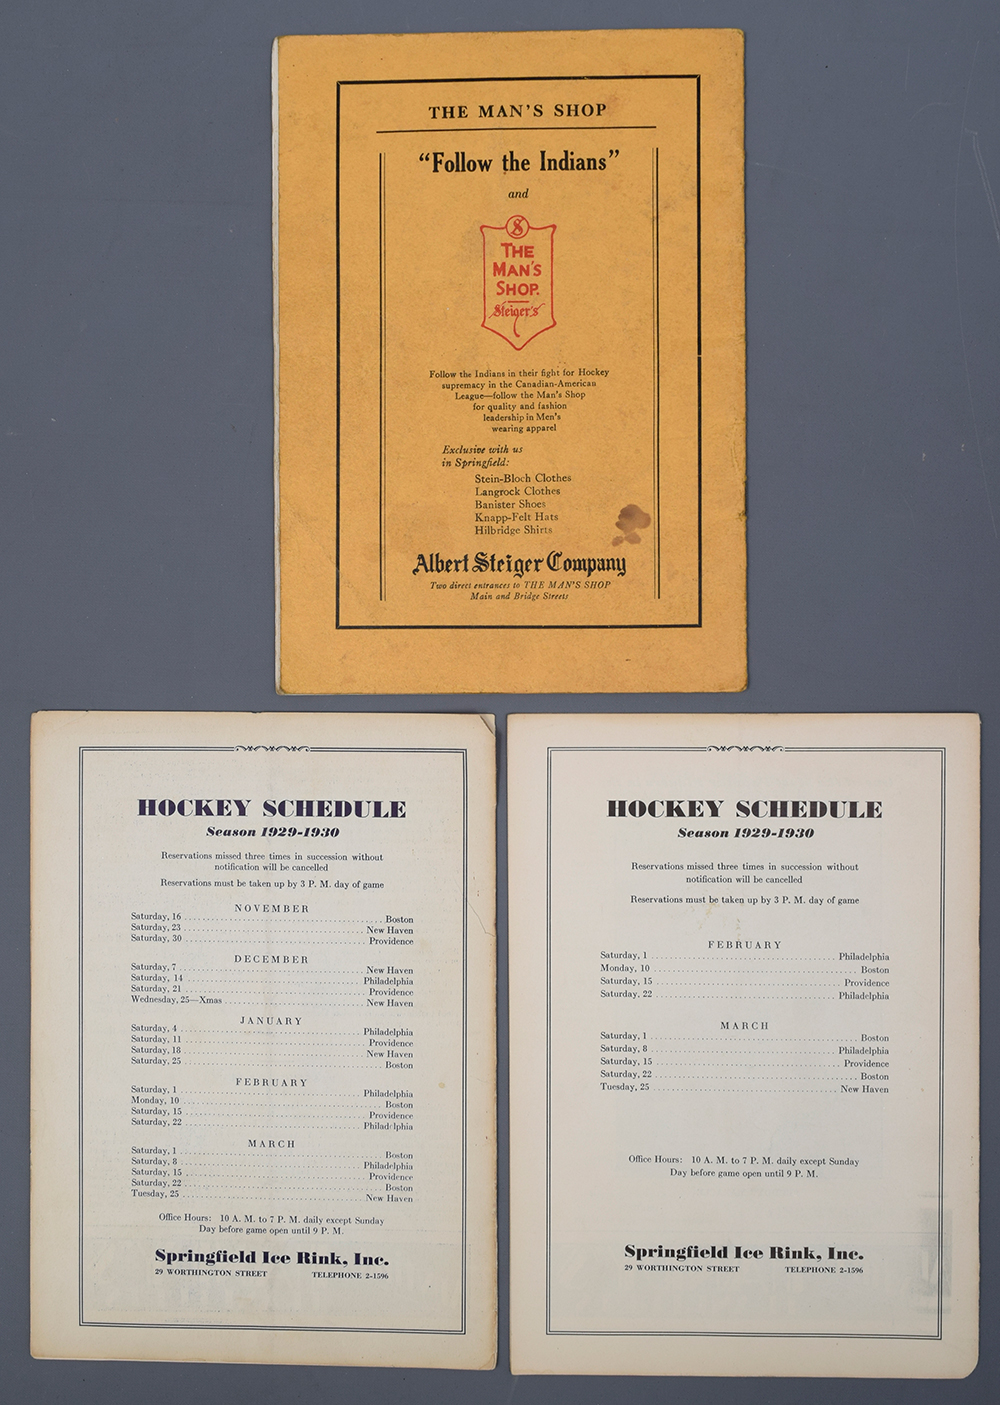 THE MAN'S SHOP
"Follow the Indians"
and
S
THE
MAN'S
SHOP.
Steiger's
Follow the Indians in their fight for Hockey
supremacy in the Canadian-American
League—follow the Man's Shop
for quality and fashion
leadership in Men's
wearing apparel
Exclusive with us
in Springfield:
Stein-Bloch Clothes
Langrock Clothes
Banister Shoes
Knapp-Felt Hats
Hilbridge Shirts
Albert Steiger Company
Two direct entrances to THE MAN'S SHOP
Main and Bridge Streets
HOCKEY SCHEDULE
Season 1929-1930
Reservations missed three times in succession without
notification will be cancelled
Reservations must be taken up by 3 P. M. day of game
NOVEMBER
Saturday, 16 Boston
Saturday, 23 New Haven
Saturday, 30 Providence
DECEMBER
Saturday, 7 New Haven
Saturday, 14 Philadelphia
Saturday, 21 Providence
Wednesday, 25—Xmas New Haven
JANUARY
Saturday, 4 Philadelphia
Saturday, 11 Providence
Saturday, 18 New Haven
Saturday, 25 Boston
FEBRUARY
Saturday, 1 Philadelphia
Monday, 10 Boston
Saturday, 15 Providence
Saturday, 22 Philadelphia
MARCH
Saturday, 1 Boston
Saturday, 8 Philadelphia
Saturday, 15 Providence
Saturday, 22 Boston
Tuesday, 25 New Haven
Office Hours: 10 A. M. to 7 P. M. daily except Sunday
Day before game open until 9 P. M.
Springfield Ice Rink, Inc.
29 WORTHINGTON STREET TELEPHONE 2-1596
HOCKEY SCHEDULE
Season 1929-1930
Reservations missed three times in succession without
notification will be cancelled
Reservations must be taken up by 3 P. M. day of game
FEBRUARY
Saturday, 1 Philadelphia
Monday, 10 Boston
Saturday, 15 Providence
Saturday, 22 Philadelphia
MARCH
Saturday, 1 Boston
Saturday, 8 Philadelphia
Saturday, 15 Providence
Saturday, 22 Boston
Tuesday, 25 New Haven
Office Hours: 10 A. M. to 7 P. M. daily except Sunday
Day before game open until 9 P. M.
Springfield Ice Rink, Inc.
29 WORTHINGTON STREET TELEPHONE 2-1596